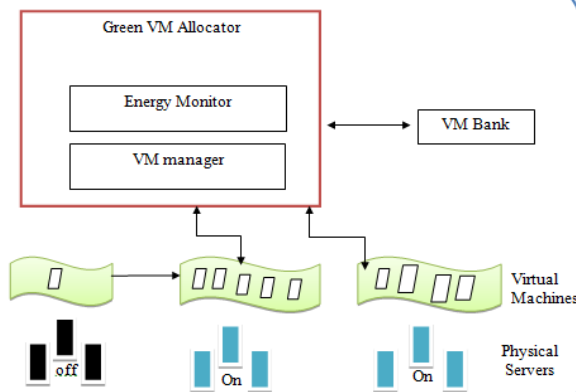 Green VM Allocator
Energy Monitor
VM manager
VM Bank
Virtual
Machines
off
On
On
Physical
Servers